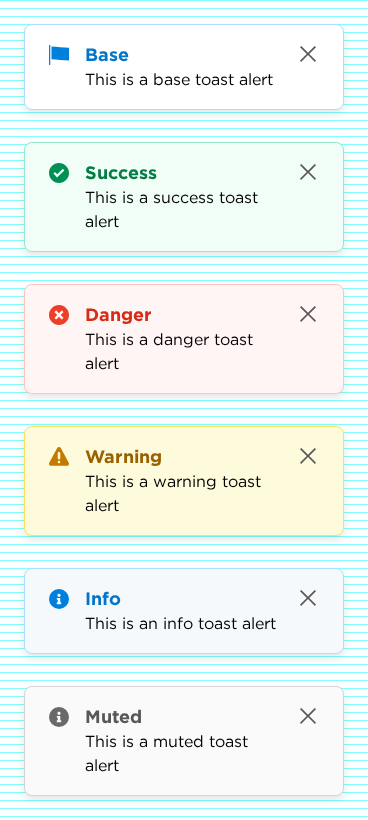 Base
This is a base toast alert
Success
This is a success toast
alert
Danger
This is a danger toast
alert
Warning
This is a warning toast
alert
Info
This is an info toast alert
Muted
This is a muted toast
alert